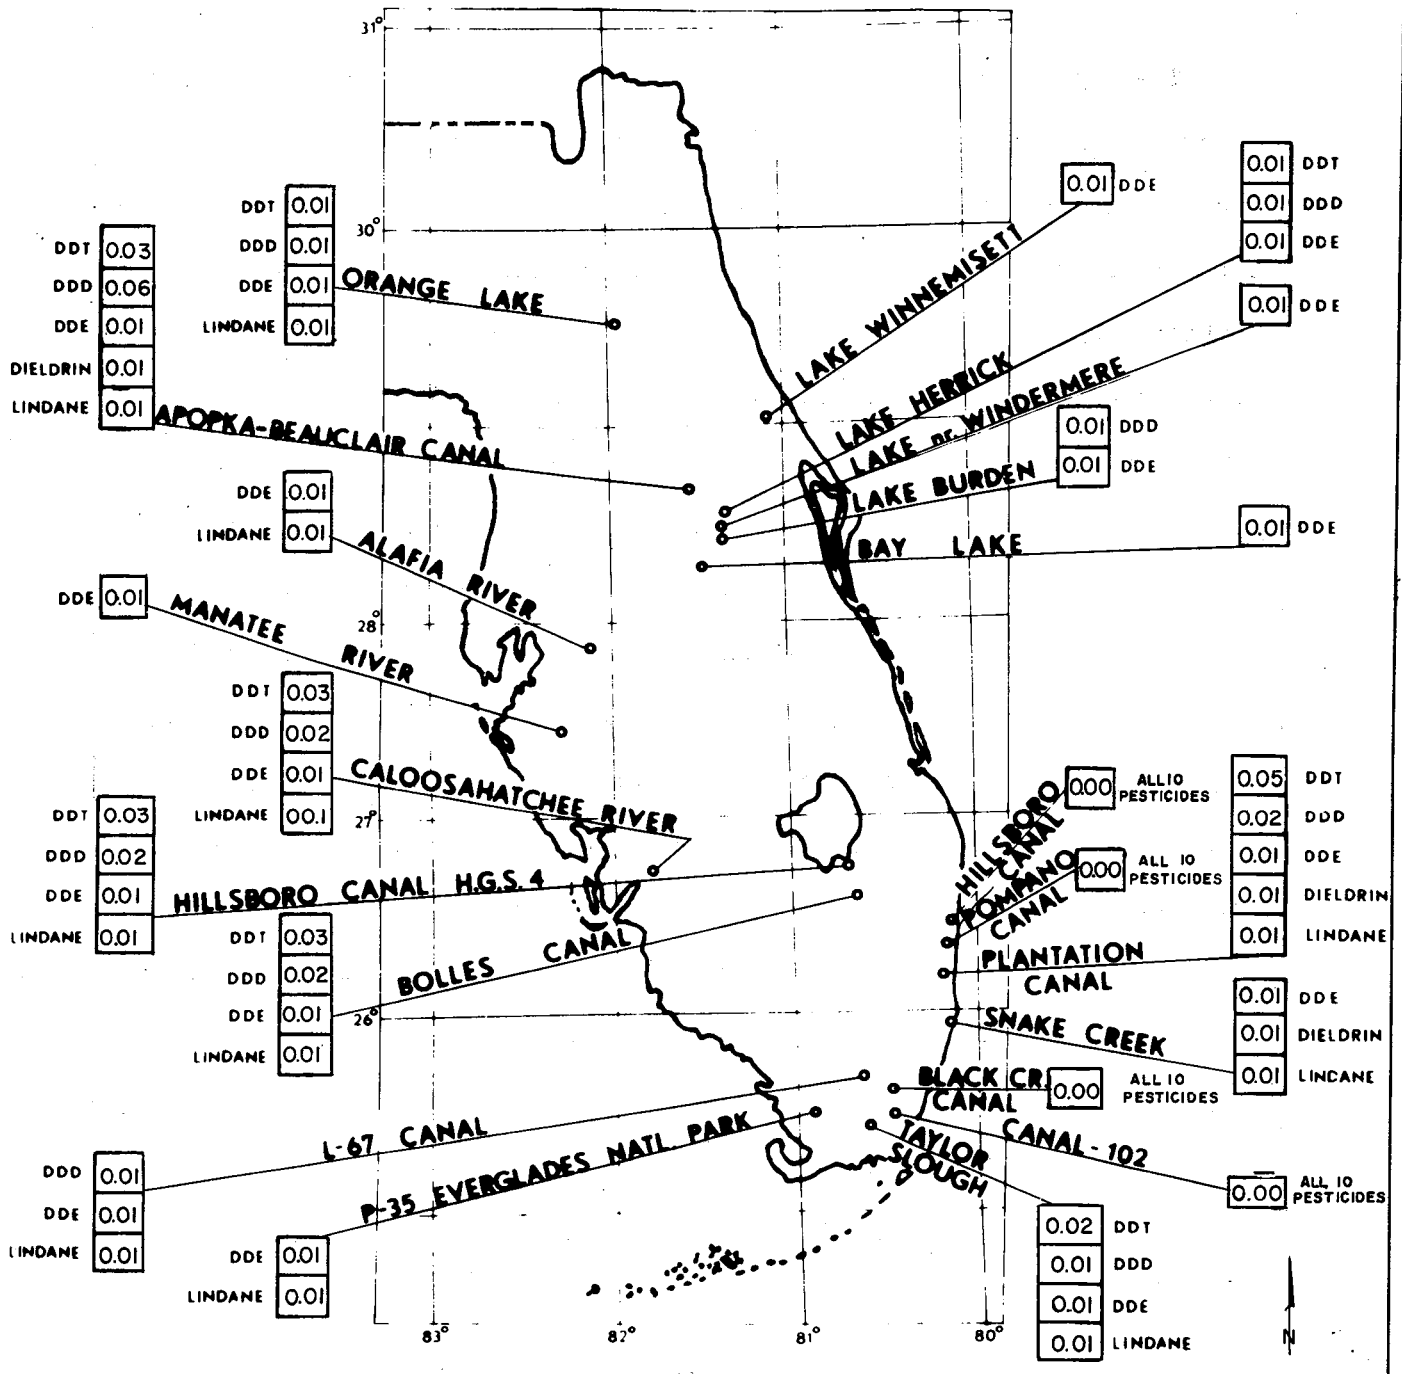 31°
30°
28°
27°
26°
83°
82°
81°
80°
DDT 0.01
DDD 0.01
DDE 0.01
LINDANE 0.01
ORANGE LAKE
DDT 0.03
DDD 0.06
DDE 0.01
DIELDRIN 0.01
LINDANE 0.01
APOPKA-BEAUCLAIR CANAL
DDE 0.01
LINDANE 0.01
ALAFIA RIVER
DDE 0.01
MANATEE RIVER
DDT 0.03
DDD 0.02
DDE 0.01
LINDANE 00.1
CALOOSAHATCHEE RIVER
DDT 0.03
DDD 0.02
DDE 0.01
LINDANE 0.01
HILLSBORO CANAL H.G.S. 4
DDT 0.03
DDD 0.02
DDE 0.01
LINDANE 0.01
BOLLES CANAL
DDD 0.01
DDE 0.01
LINDANE 0.01
L-67 CANAL
DDE 0.01
LINDANE 0.01
P-35 EVERGLADES NATL. PARK
0.01 DDE
LAKE WINNEMISETT
0.01 DDT
0.01 DDD
0.01 DDE
LAKE HERRICK
0.01 DDE
LAKE nr. WINDERMERE
0.01 DDD
0.01 DDE
LAKE BURDEN
0.01 DDE
BAY LAKE
0.00 ALL 10
PESTICIDES
HILLSBORO
CANAL
0.00 ALL 10
PESTICIDES
POMPANO
CANAL
0.05 DDT
0.02 DDD
0.01 DDE
0.01 DIELDRIN
0.01 LINDANE
PLANTATION
CANAL
0.01 DDE
0.01 DIELDRIN
0.01 LINDANE
SNAKE CREEK
0.00 ALL 10
PESTICIDES
BLACK CR.
CANAL
0.00 ALL 10
PESTICIDES
CANAL-102
0.02 DDT
0.01 DDD
0.01 DDE
0.01 LINDANE
TAYLOR
SLOUGH
N